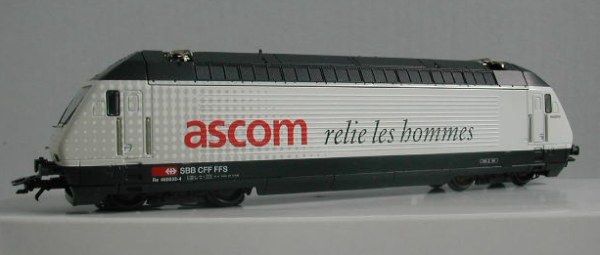 ascom relie les hommes
SBB CFF FFS